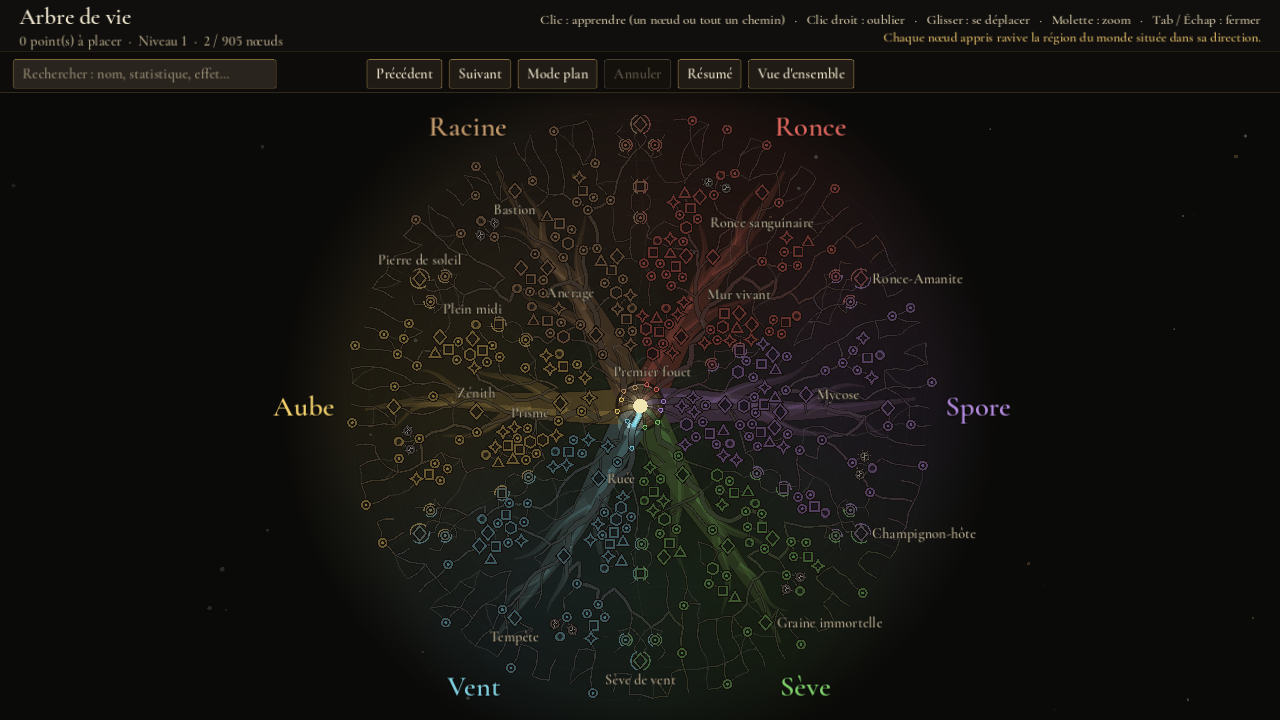 Arbre de vie
0 point(s) à placer · Niveau 1 · 2 / 905 nœuds
Clic : apprendre (un nœud ou tout un chemin) · Clic droit : oublier · Glisser : se déplacer · Molette : zoom · Tab / Échap : fermer
Chaque nœud appris ravive la région du monde située dans sa direction.
Rechercher : nom, statistique, effet...
Précédent
Suivant
Mode plan
Annuler
Résumé
Vue d'ensemble
Racine
Ronce
Bastion
Ronce sanguinaire
Pierre de soleil
Ronce-Amanite
Ancrage
Mur vivant
Plein midi
Premier fouet
Zénith
Mycose
Aube
Prisme
Spore
Ruée
Champignon-hôte
Graine immortelle
Tempête
Sève de vent
Vent
Sève